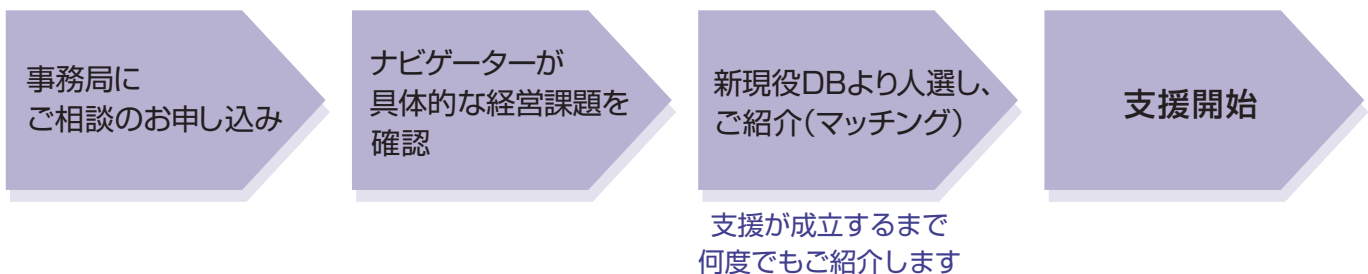 事務局に
ご相談のお申し込み
ナビゲーターが
具体的な経営課題を
確認
新現役DBより人選し、
ご紹介(マッチング)
支援が成立するまで
何度でもご紹介します
支援開始